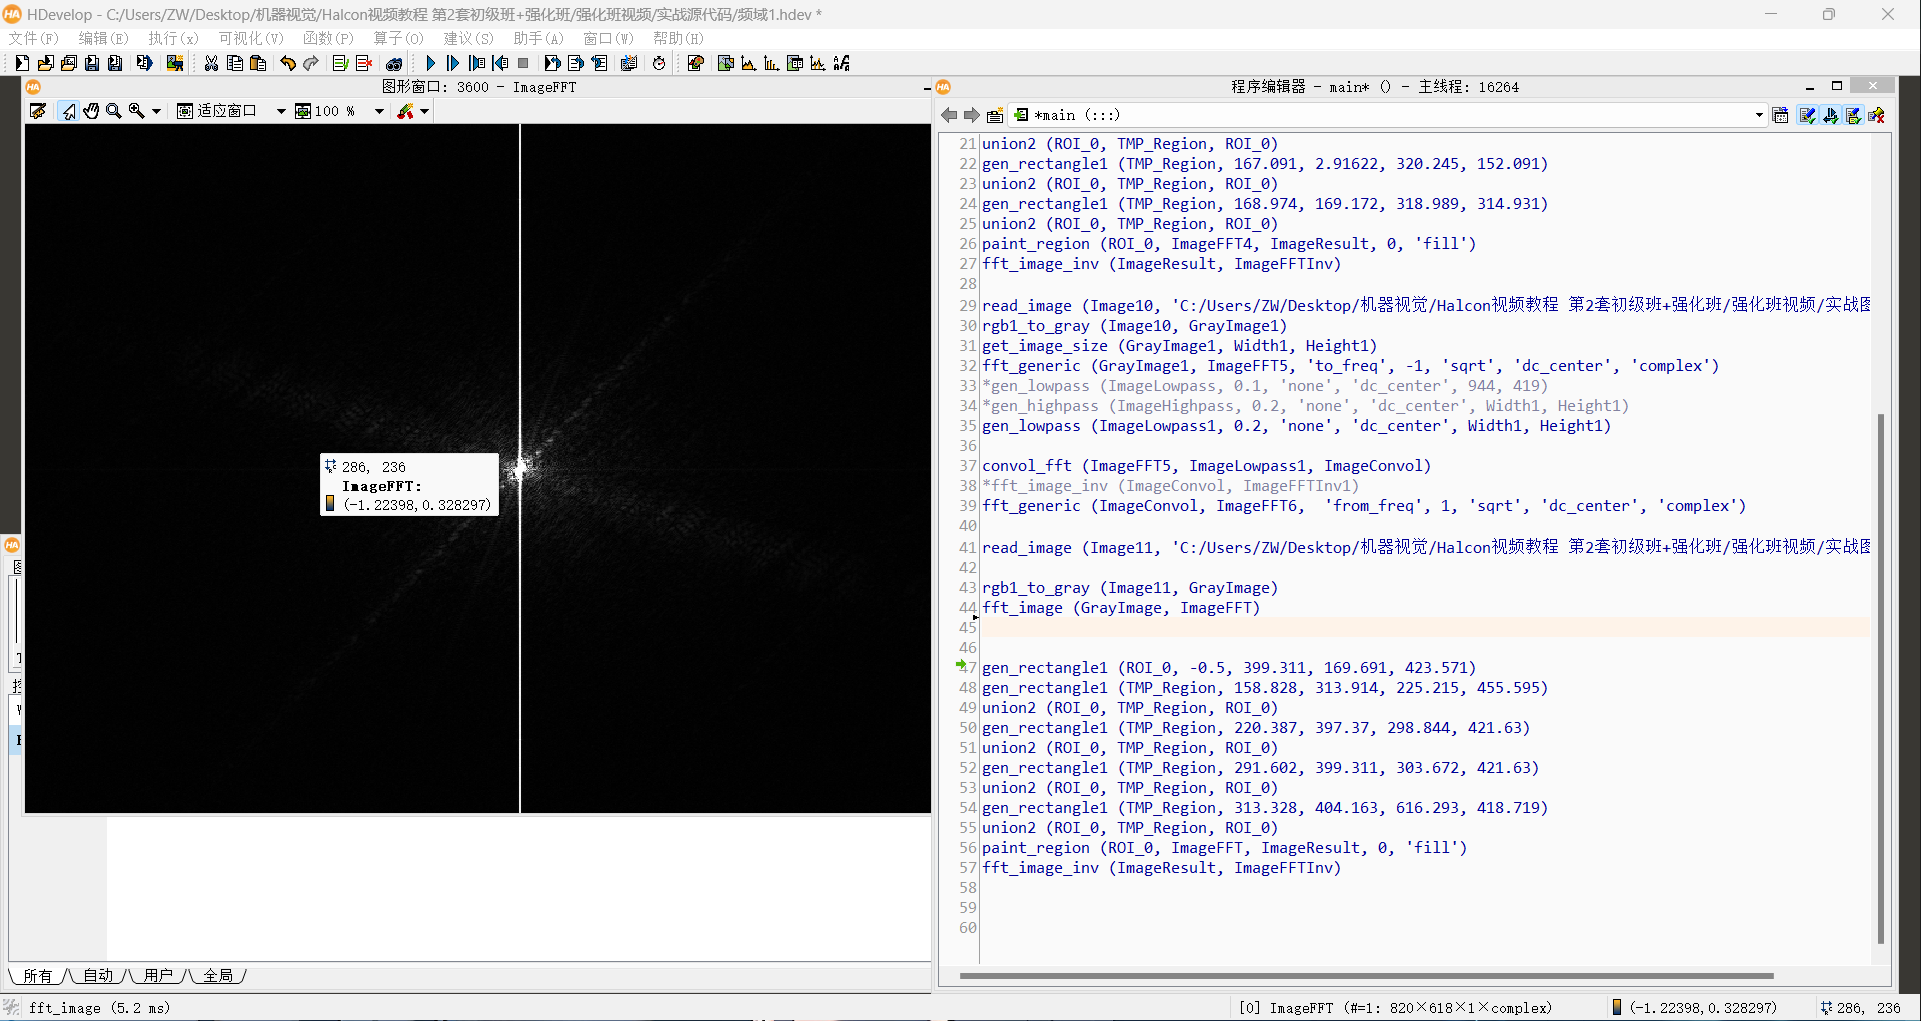 HDevelop - C:/Users/ZW/Desktop/机器视觉/Halcon视频教程 第2套初级班+强化班/强化班视频/实战源代码/频域1.hdev *
文件(F) 编辑(E) 执行(x) 可视化(V) 函数(P) 算子(O) 建议(S) 助手(A) 窗口(W) 帮助(H)
图形窗口: 3600 - ImageFFT
适应窗口 100 %
286, 236
ImageFFT:
(-1.22398,0.328297)
所有 自动 用户 全局
程序编辑器 - main* () - 主线程: 16264
*main (:::)
21 union2 (ROI_0, TMP_Region, ROI_0)
22 gen_rectangle1 (TMP_Region, 167.091, 2.91622, 320.245, 152.091)
23 union2 (ROI_0, TMP_Region, ROI_0)
24 gen_rectangle1 (TMP_Region, 168.974, 169.172, 318.989, 314.931)
25 union2 (ROI_0, TMP_Region, ROI_0)
26 paint_region (ROI_0, ImageFFT4, ImageResult, 0, 'fill')
27 fft_image_inv (ImageResult, ImageFFTInv)
28
29 read_image (Image10, 'C:/Users/ZW/Desktop/机器视觉/Halcon视频教程 第2套初级班+强化班/强化班视频/实战图
30 rgb1_to_gray (Image10, GrayImage1)
31 get_image_size (GrayImage1, Width1, Height1)
32 fft_generic (GrayImage1, ImageFFT5, 'to_freq', -1, 'sqrt', 'dc_center', 'complex')
33 *gen_lowpass (ImageLowpass, 0.1, 'none', 'dc_center', 944, 419)
34 *gen_highpass (ImageHighpass, 0.2, 'none', 'dc_center', Width1, Height1)
35 gen_lowpass (ImageLowpass1, 0.2, 'none', 'dc_center', Width1, Height1)
36
37 convol_fft (ImageFFT5, ImageLowpass1, ImageConvol)
38 *fft_image_inv (ImageConvol, ImageFFTInv1)
39 fft_generic (ImageConvol, ImageFFT6,  'from_freq', 1, 'sqrt', 'dc_center', 'complex')
40
41 read_image (Image11, 'C:/Users/ZW/Desktop/机器视觉/Halcon视频教程 第2套初级班+强化班/强化班视频/实战图
42
43 rgb1_to_gray (Image11, GrayImage)
44 fft_image (GrayImage, ImageFFT)
45
46
47 gen_rectangle1 (ROI_0, -0.5, 399.311, 169.691, 423.571)
48 gen_rectangle1 (TMP_Region, 158.828, 313.914, 225.215, 455.595)
49 union2 (ROI_0, TMP_Region, ROI_0)
50 gen_rectangle1 (TMP_Region, 220.387, 397.37, 298.844, 421.63)
51 union2 (ROI_0, TMP_Region, ROI_0)
52 gen_rectangle1 (TMP_Region, 291.602, 399.311, 303.672, 421.63)
53 union2 (ROI_0, TMP_Region, ROI_0)
54 gen_rectangle1 (TMP_Region, 313.328, 404.163, 616.293, 418.719)
55 union2 (ROI_0, TMP_Region, ROI_0)
56 paint_region (ROI_0, ImageFFT, ImageResult, 0, 'fill')
57 fft_image_inv (ImageResult, ImageFFTInv)
58
59
60
fft_image (5.2 ms)
[0] ImageFFT (#=1: 820×618×1×complex)
(-1.22398,0.328297)
286, 236